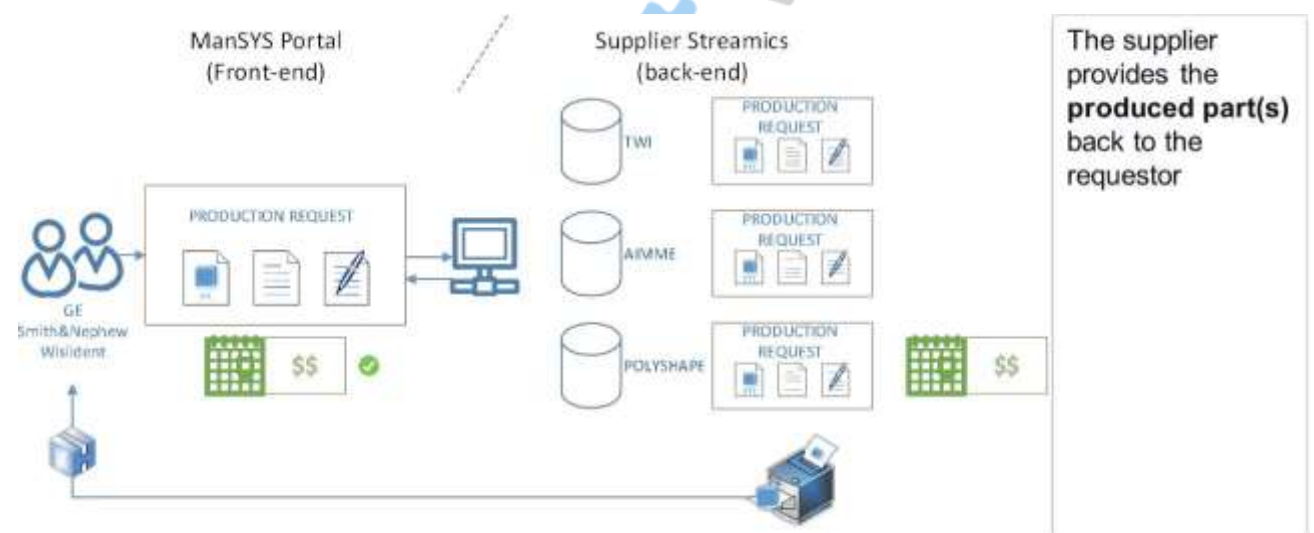 ManSYS Portal
(Front-end)
Supplier Streamics
(back-end)
PRODUCTION REQUEST
GE
Smith&Nephew
Wisildent
$$
TWI
PRODUCTION
REQUEST
AIMME
PRODUCTION
REQUEST
POLYSHAPE
PRODUCTION
REQUEST
$$
The supplier
provides the
produced part(s)
back to the
requestor